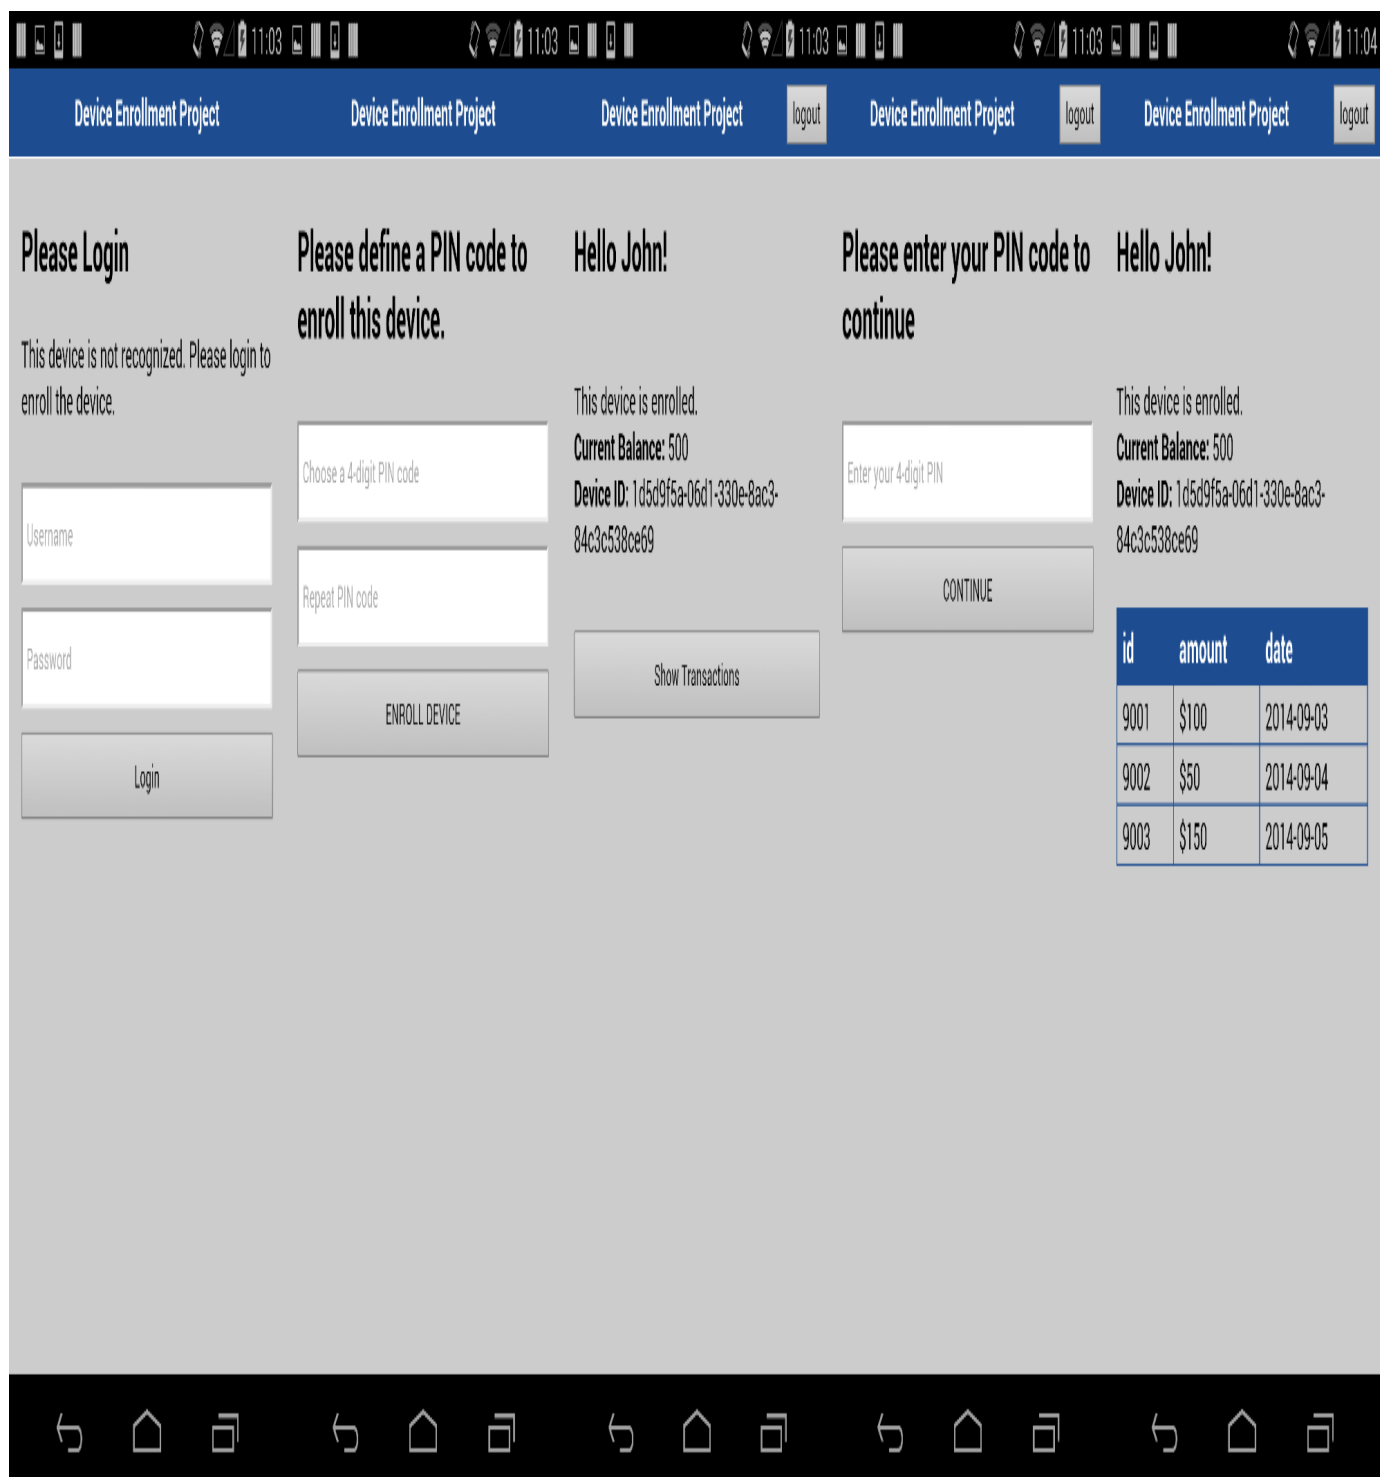 11:03
Device Enrollment Project
Please Login
This device is not recognized. Please login to
enroll the device.
Username
Password
Login
11:03
Device Enrollment Project
Please define a PIN code to
enroll this device.
Choose a 4-digit PIN code
Repeat PIN code
ENROLL DEVICE
11:03
Device Enrollment Project
logout
Hello John!
This device is enrolled.
Current Balance: 500
Device ID: 1d5d9f5a-06d1-330e-8ac3-
84c3c538ce69
Show Transactions
11:03
Device Enrollment Project
logout
Please enter your PIN code to
continue
Enter your 4-digit PIN
CONTINUE
11:04
Device Enrollment Project
logout
Hello John!
This device is enrolled.
Current Balance: 500
Device ID: 1d5d9f5a-06d1-330e-8ac3-
84c3c538ce69
id amount date
9001 $100 2014-09-03
9002 $50 2014-09-04
9003 $150 2014-09-05